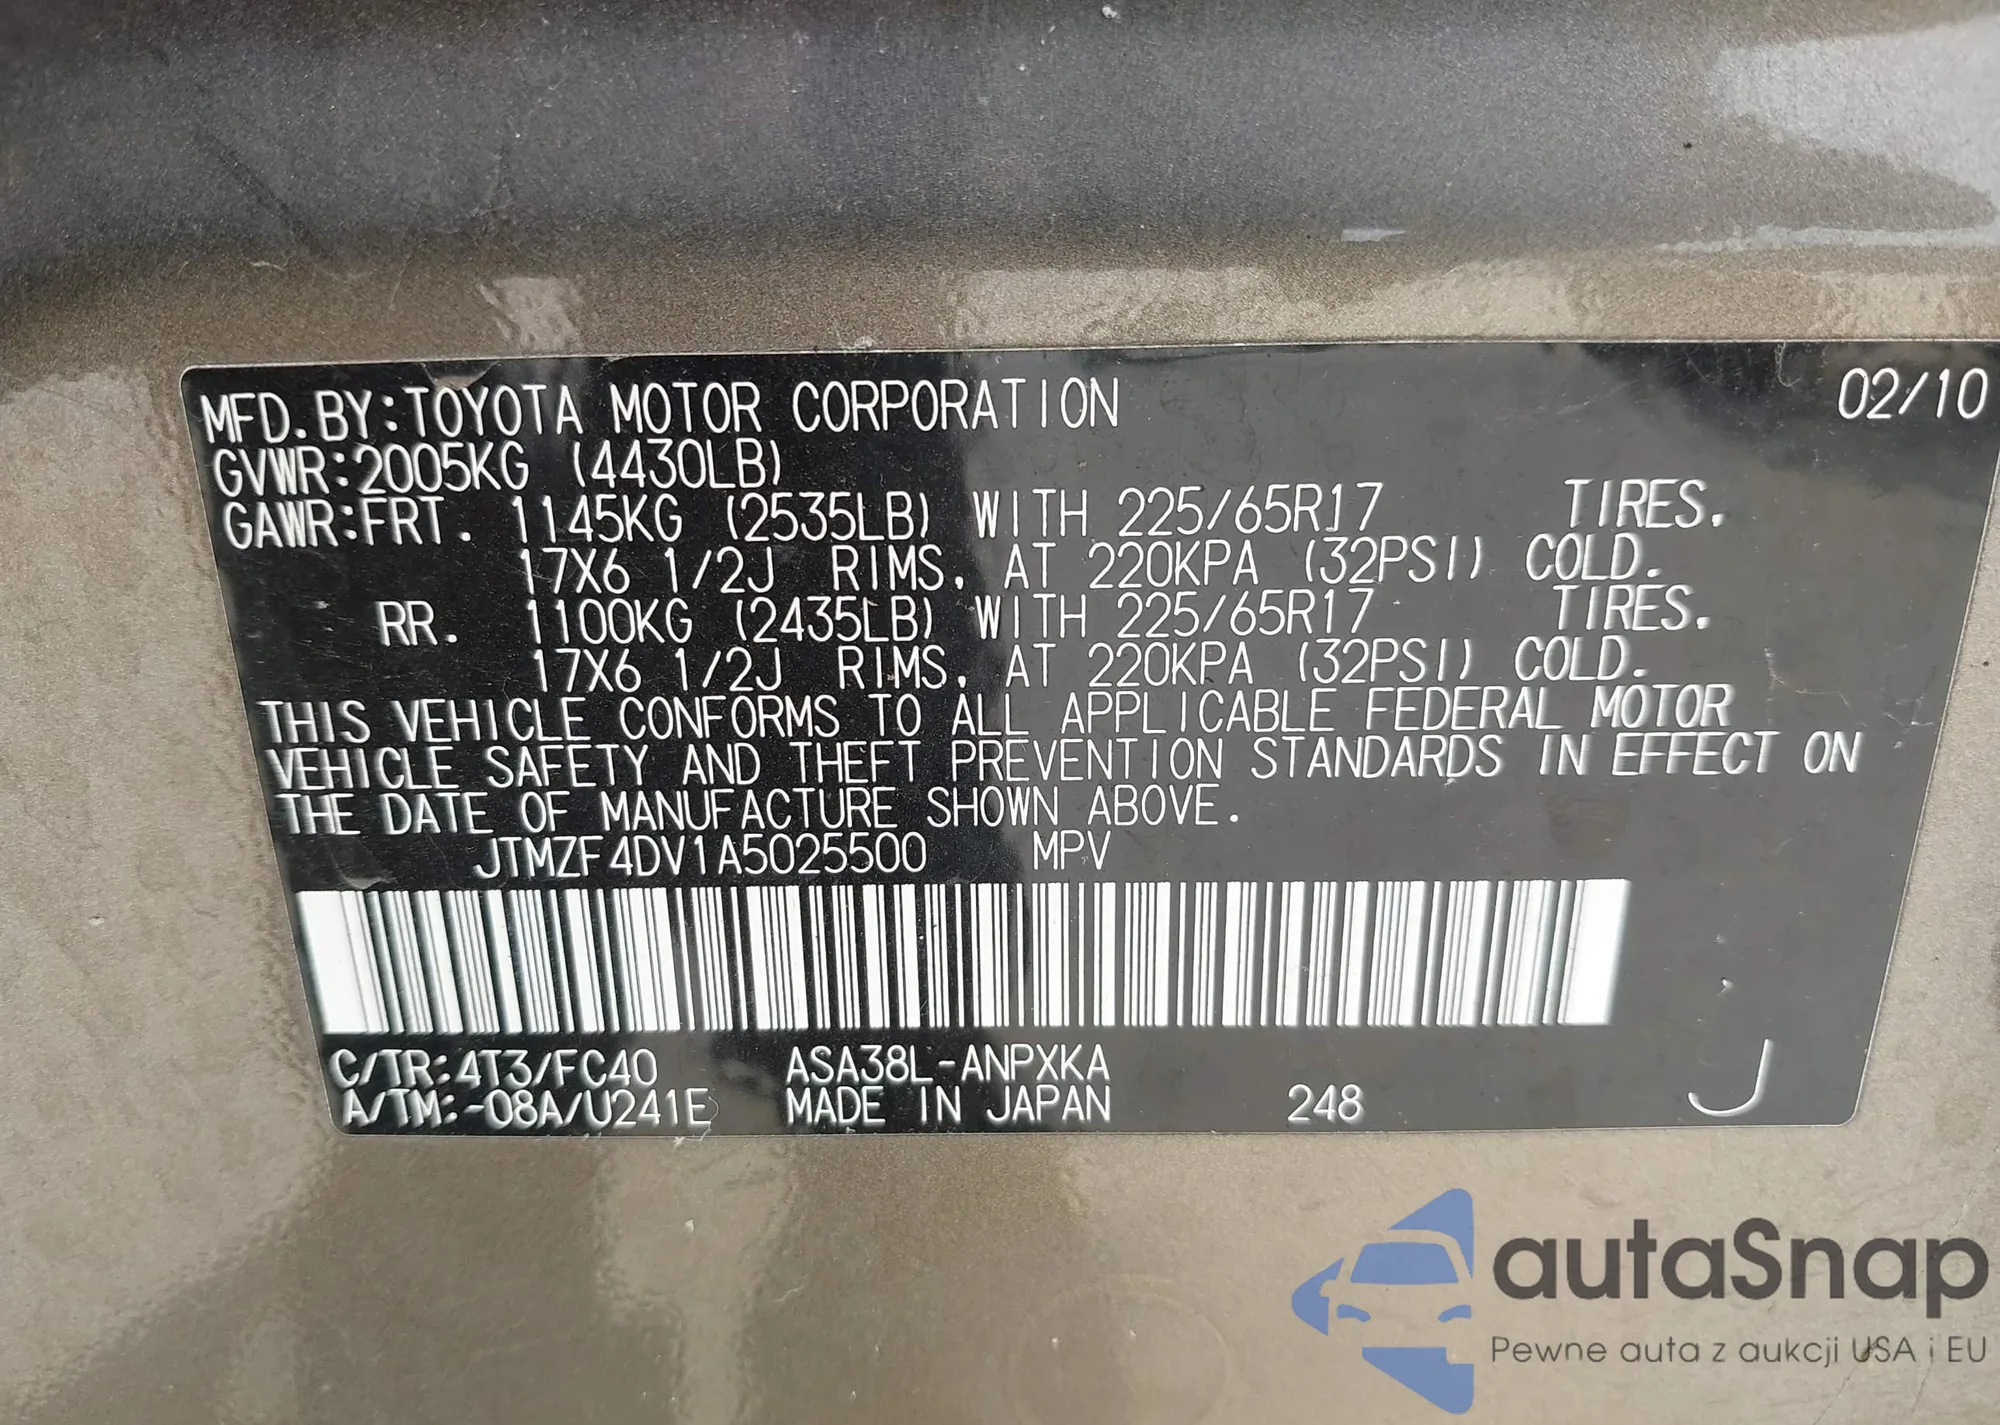 MFD.BY:TOYOTA MOTOR CORPORATION 02/10
GVWR:2005KG (4430LB)
GAWR:FRT. 1145KG (2535LB) WITH 225/65R17 TIRES,
17X6 1/2J RIMS, AT 220KPA (32PSI) COLD.
RR. 1100KG (2435LB) WITH 225/65R17 TIRES,
17X6 1/2J RIMS, AT 220KPA (32PSI) COLD.
THIS VEHICLE CONFORMS TO ALL APPLICABLE FEDERAL MOTOR
VEHICLE SAFETY AND THEFT PREVENTION STANDARDS IN EFFECT ON
THE DATE OF MANUFACTURE SHOWN ABOVE.
JTMZF4DV1A5025500 MPV
C/TR:4T3/FC40 ASA38L-ANPXKA
A/TM:-08A/U241E MADE IN JAPAN 248 J
autaSnap
Pewne auta z aukcji USA i EU